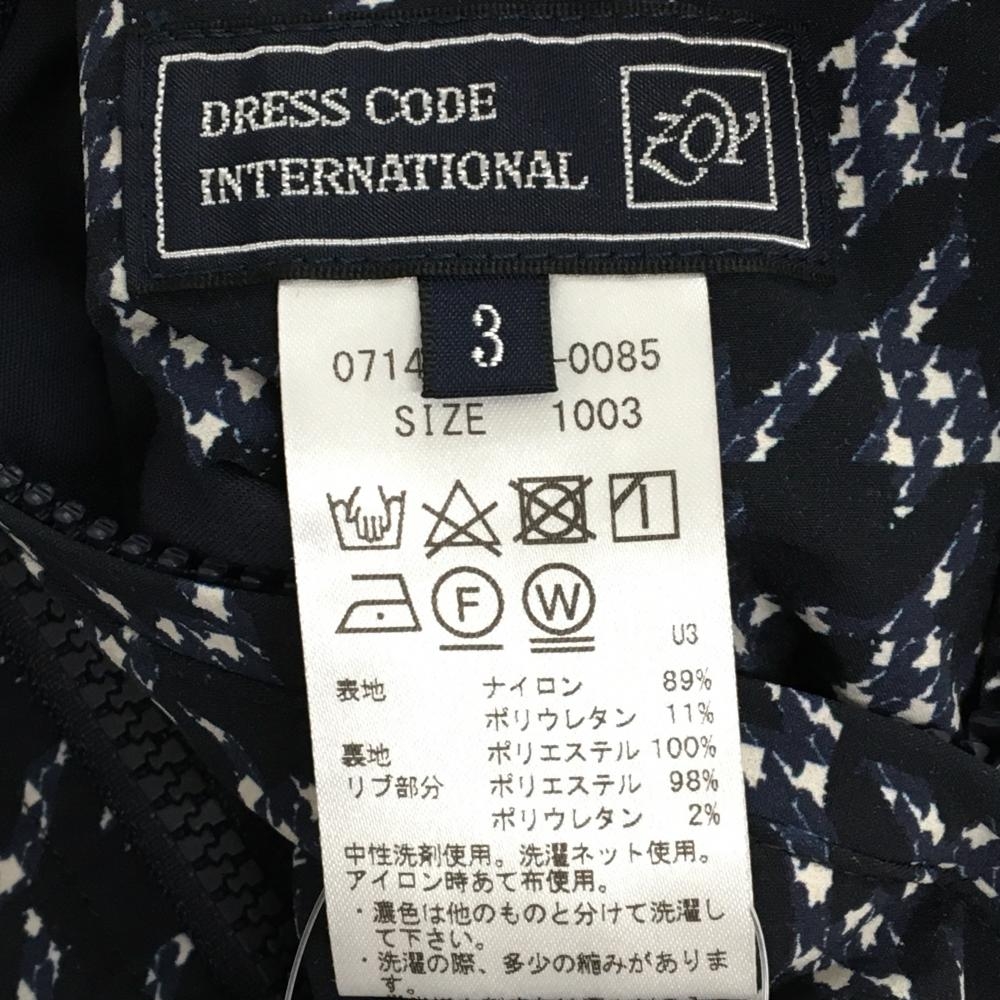 DRESS CODE
INTERNATIONAL
ZOY
3
0714 -0085
SIZE 1003
F W
U3
表地 ナイロン 89%
ポリウレタン 11%
裏地 ポリエステル 100%
リブ部分 ポリエステル 98%
ポリウレタン 2%
中性洗剤使用。洗濯ネット使用。
アイロン時あて布使用。
・濃色は他のものと分けて洗濯し
て下さい。
・洗濯の際、多少の縮みがありま
す。